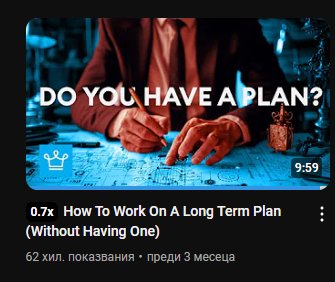 DO YOU HAVE A PLAN?
9:59
0.7x How To Work On A Long Term Plan
(Without Having One)
62 хил. показвания • преди 3 месеца